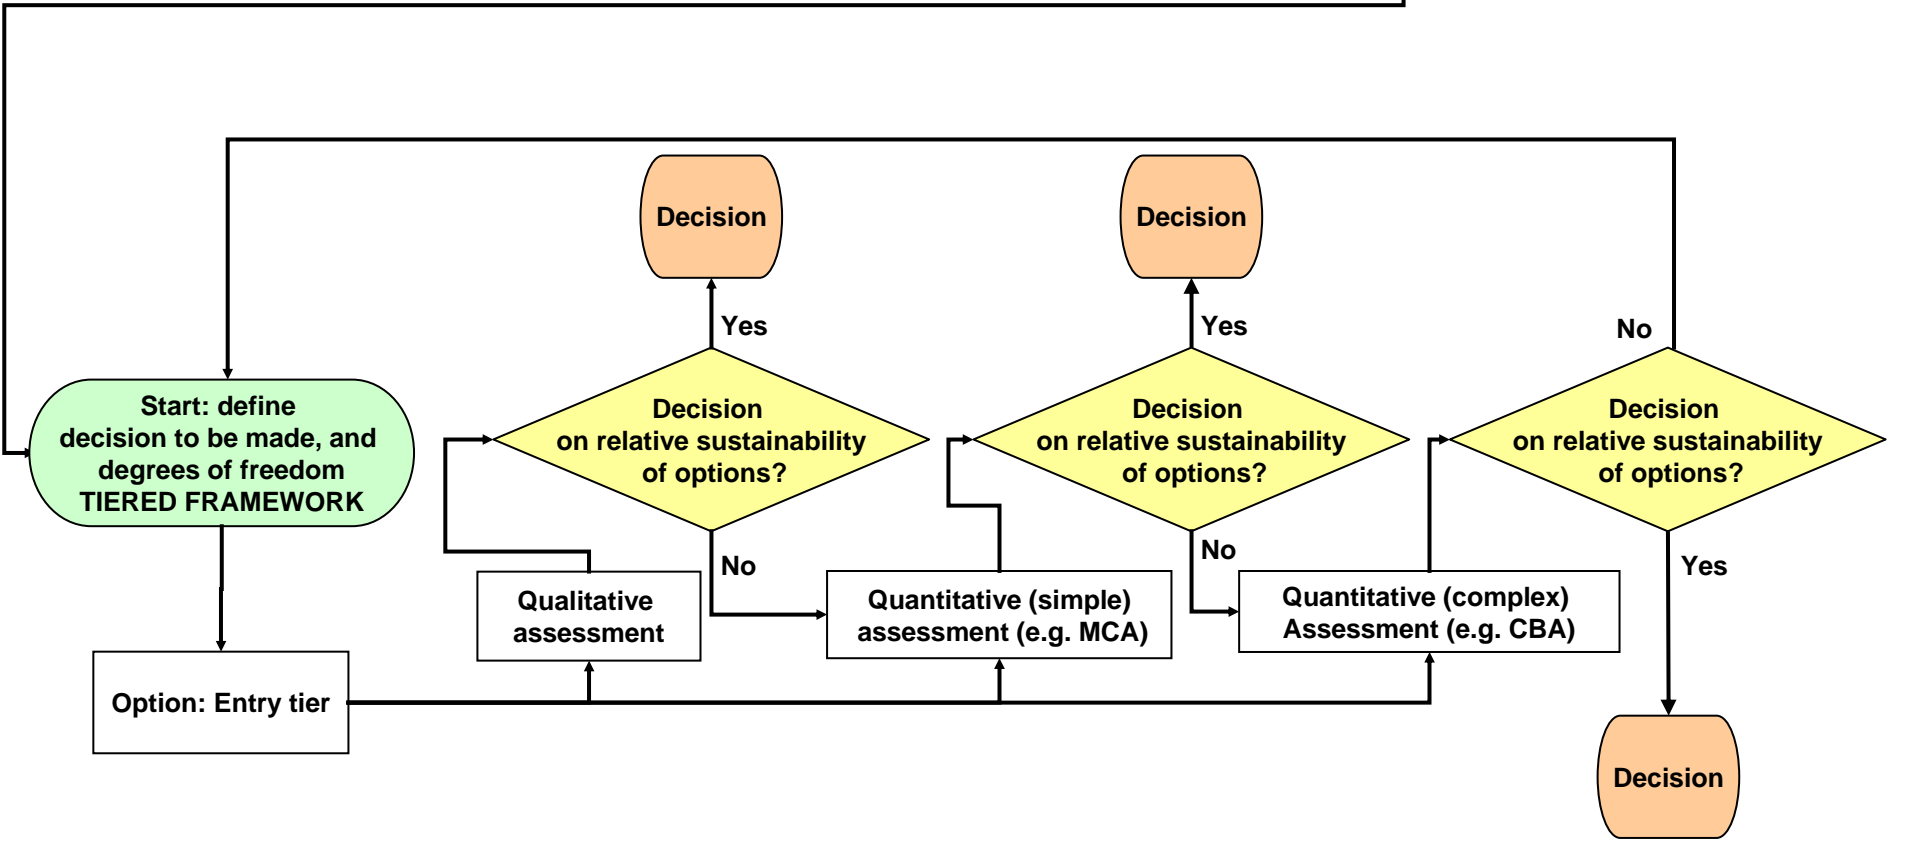 Decision
Decision
Yes
Yes
No
Start: define
decision to be made, and
degrees of freedom
TIERED FRAMEWORK
Decision
on relative sustainability
of options?
Decision
on relative sustainability
of options?
Decision
on relative sustainability
of options?
No
No
Yes
Qualitative
assessment
Quantitative (simple)
assessment (e.g. MCA)
Quantitative (complex)
Assessment (e.g. CBA)
Option: Entry tier
Decision